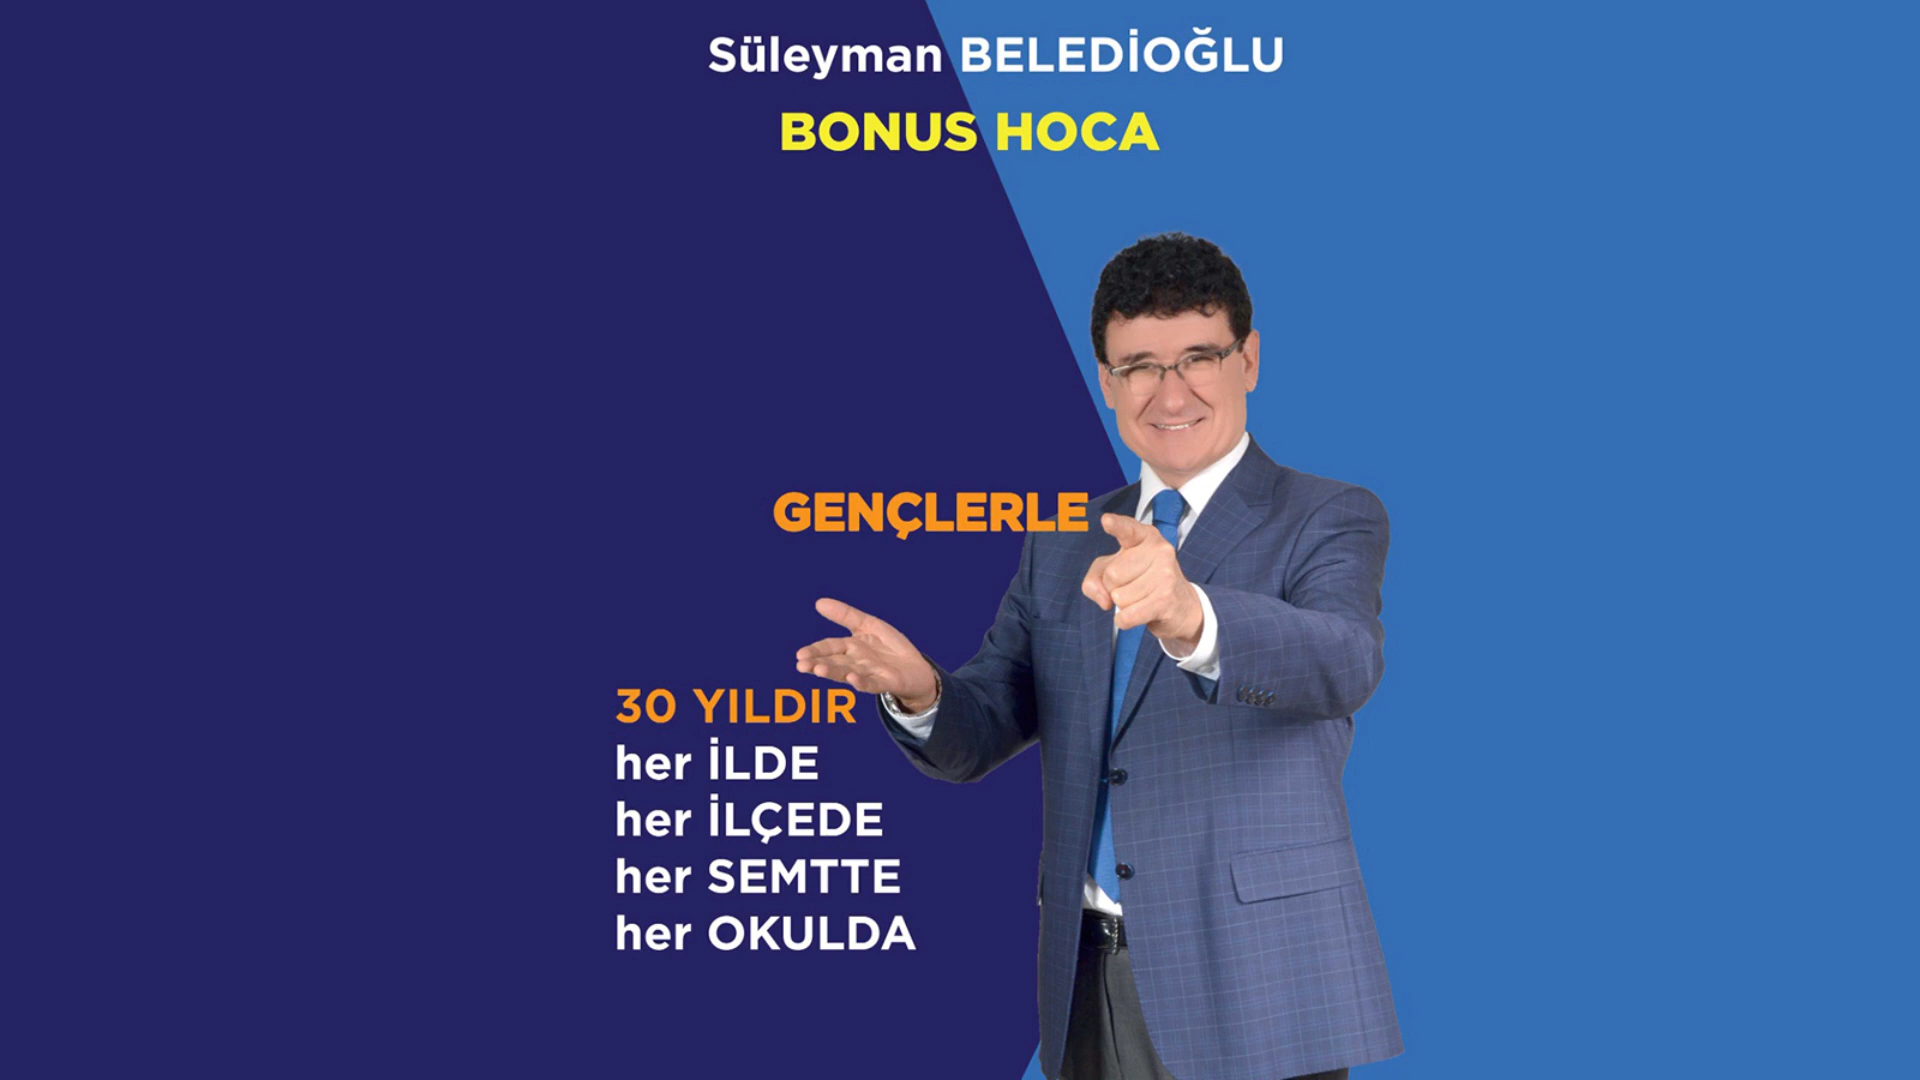 Süleyman BELEDİOĞLU
BONUS HOCA
GENÇLERLE
30 YILDIR
her İLDE
her İLÇEDE
her SEMTTE
her OKULDA